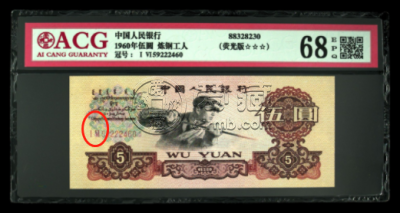 ACG
AI CANG GUARANTY
中国人民银行
1960年伍圆 炼钢工人
冠号： I VI59222460
88328230
(荧光版☆☆☆)
68 EPG
中国人民银行
伍圆
5
WU YUAN
5